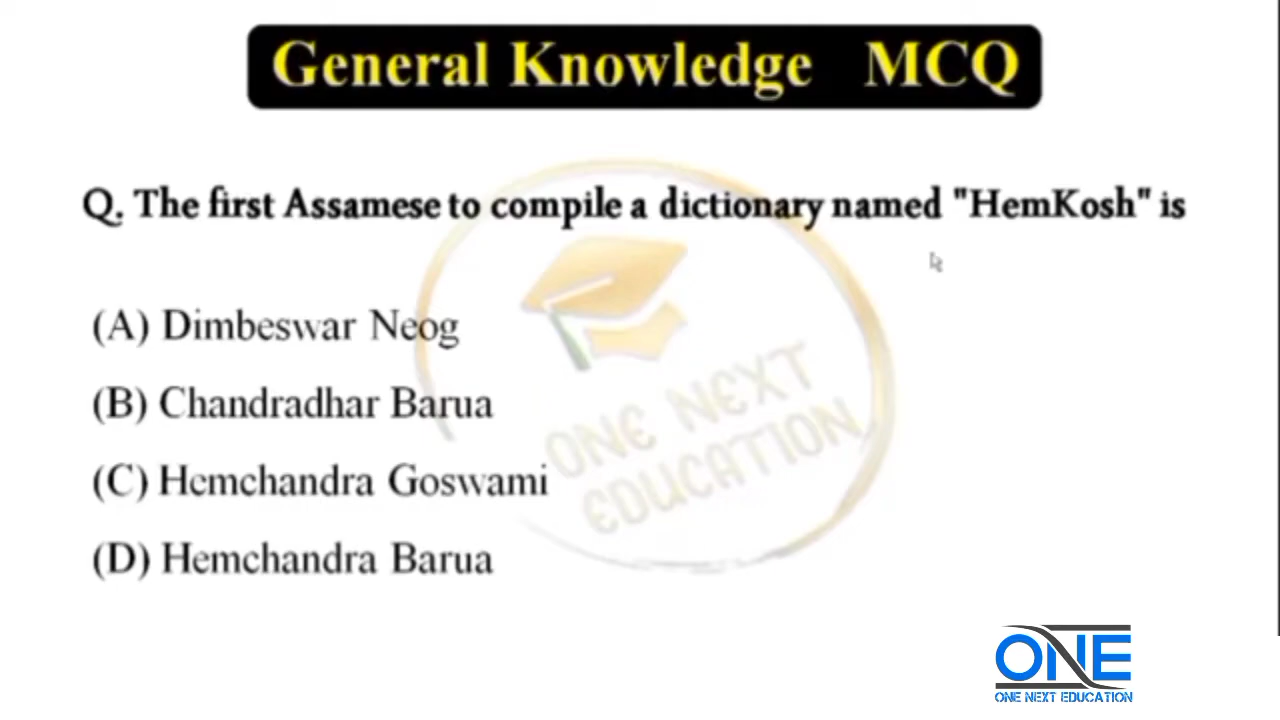 General Knowledge MCQ
Q. The first Assamese to compile a dictionary named "HemKosh" is
(A) Dimbeswar Neog
(B) Chandradhar Barua
(C) Hemchandra Goswami
(D) Hemchandra Barua
ONE NEXT
EDUCATION
ONE
ONE NEXT EDUCATION